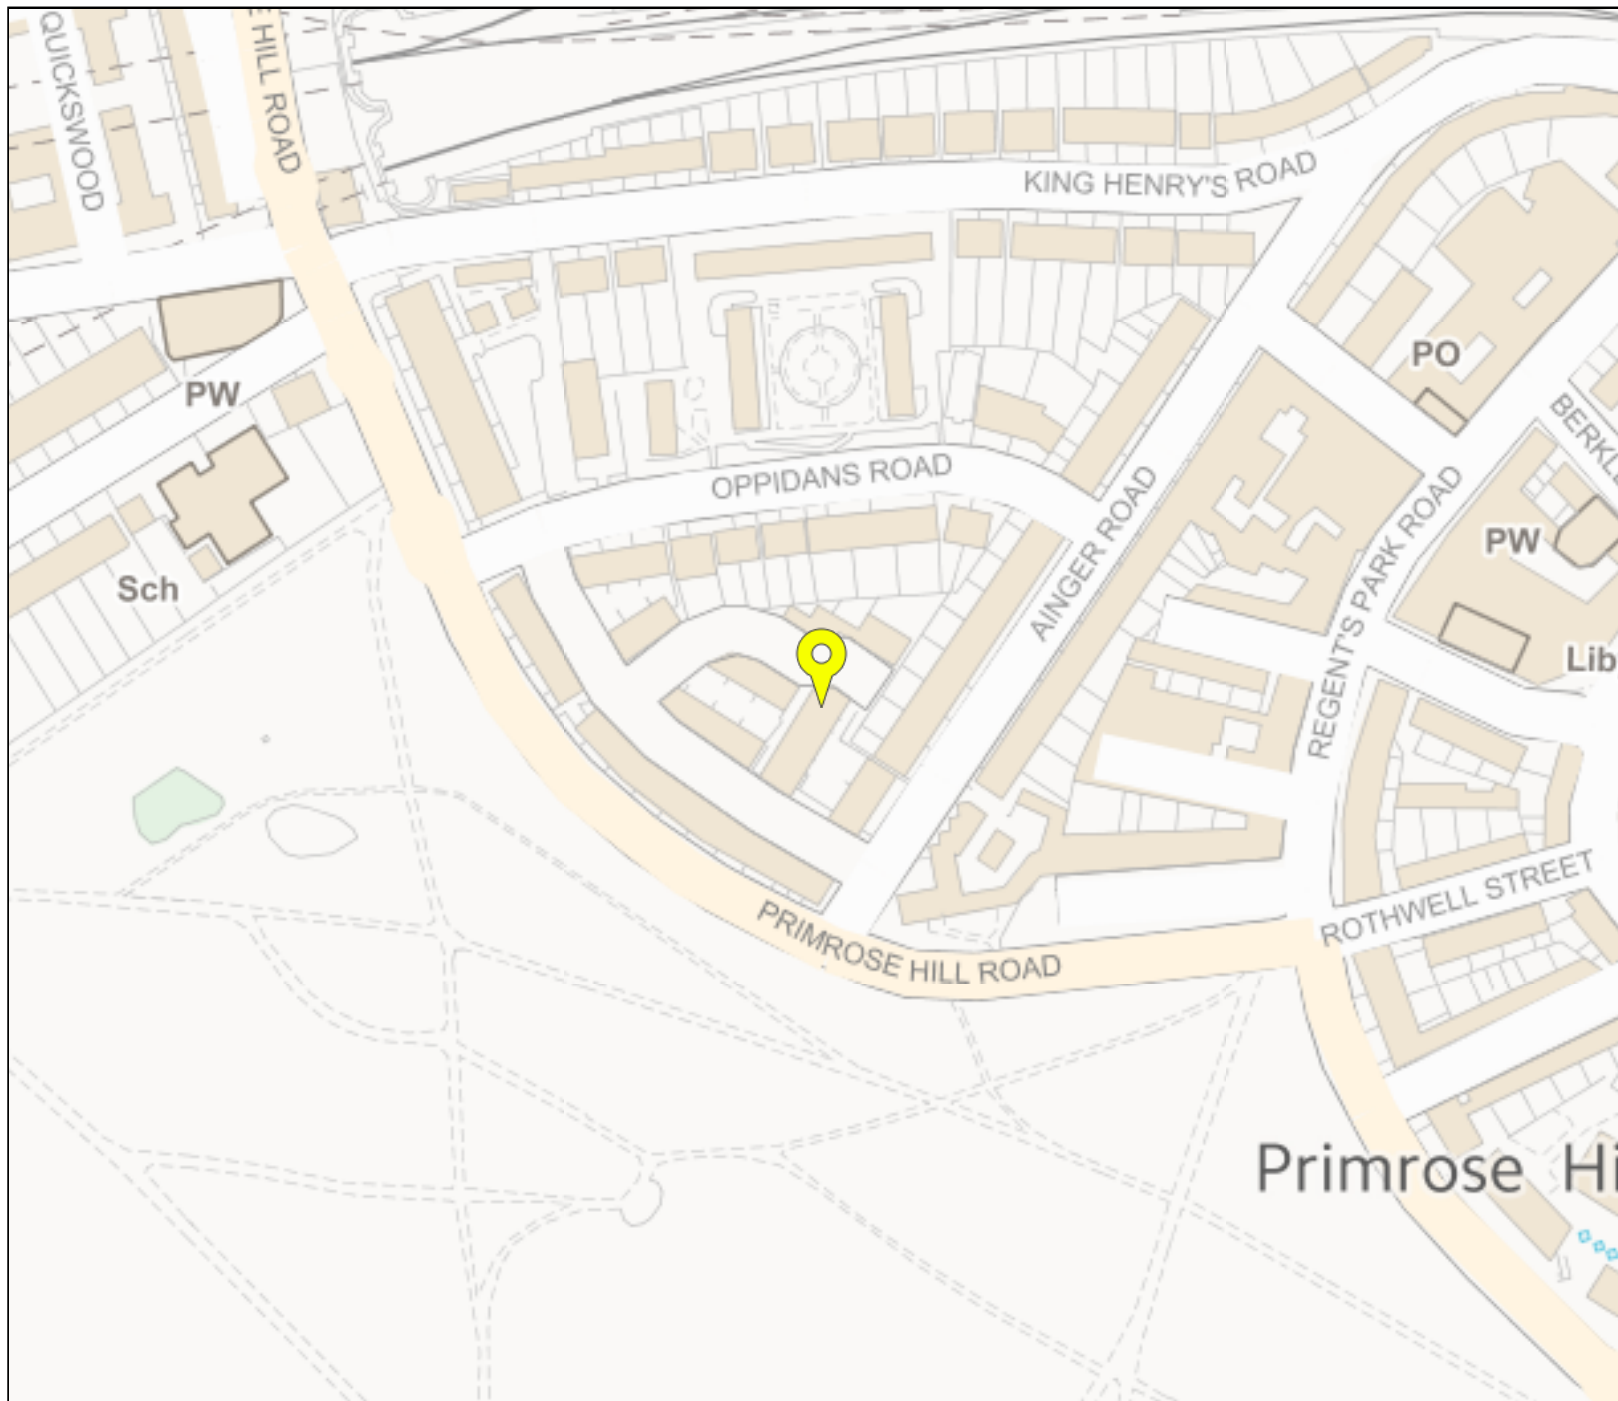 QUICKSWOOD
E HILL ROAD
KING HENRY'S ROAD
PO
PW
OPPIDANS ROAD
BERKLE
AINGER ROAD
REGENT'S PARK ROAD
PW
Sch
Lib
ROTHWELL STREET
PRIMROSE HILL ROAD
Primrose Hi